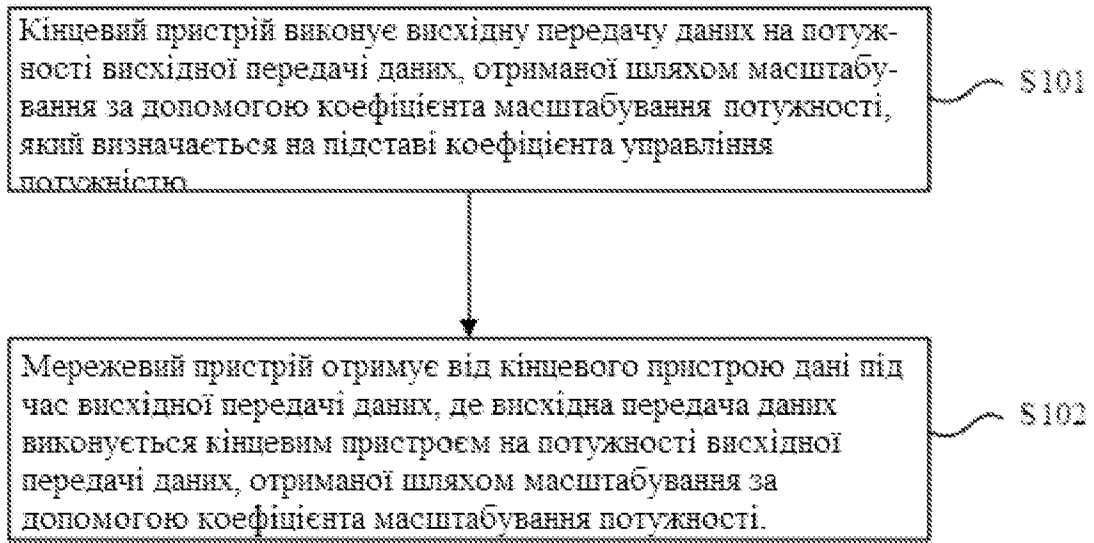 Кінцевий пристрій виконує висхідну передачу даних на потуж-
ності висхідної передачі даних, отриманої шляхом масштабу-
вання за допомогою коефіцієнта масштабування потужності,
який визначається на підставі коефіцієнта управління
потужністю.
S101
Мережевий пристрій отримує від кінцевого пристрою дані під
час висхідної передачі даних, де висхідна передача даних
виконується кінцевим пристроєм на потужності висхідної
передачі даних, отриманої шляхом масштабування за
допомогою коефіцієнта масштабування потужності.
S102